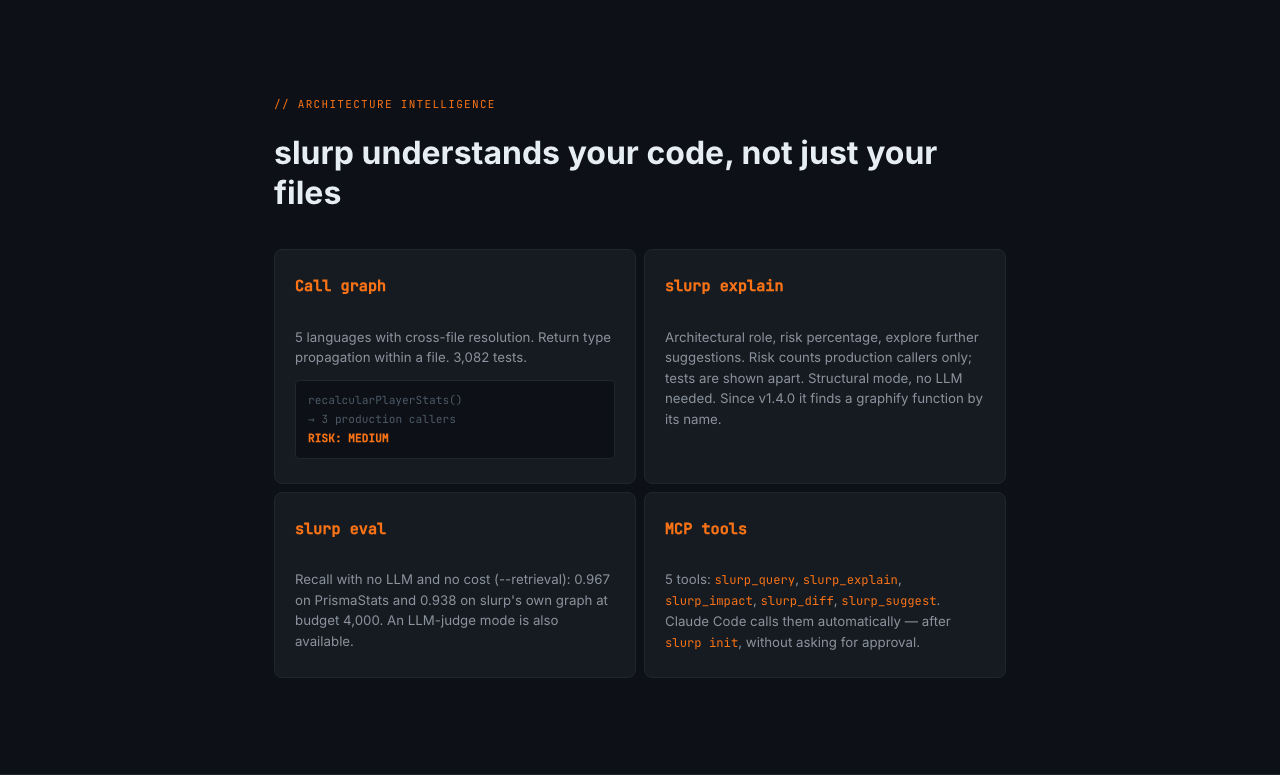 // ARCHITECTURE INTELLIGENCE
slurp understands your code, not just your
files
Call graph
5 languages with cross-file resolution. Return type
propagation within a file. 3,082 tests.
recalcularPlayerStats()
→ 3 production callers
RISK: MEDIUM
slurp explain
Architectural role, risk percentage, explore further
suggestions. Risk counts production callers only;
tests are shown apart. Structural mode, no LLM
needed. Since v1.4.0 it finds a graphify function by
its name.
slurp eval
Recall with no LLM and no cost (--retrieval): 0.967
on PrismaStats and 0.938 on slurp's own graph at
budget 4,000. An LLM-judge mode is also
available.
MCP tools
5 tools: slurp_query, slurp_explain,
slurp_impact, slurp_diff, slurp_suggest.
Claude Code calls them automatically — after
slurp init, without asking for approval.